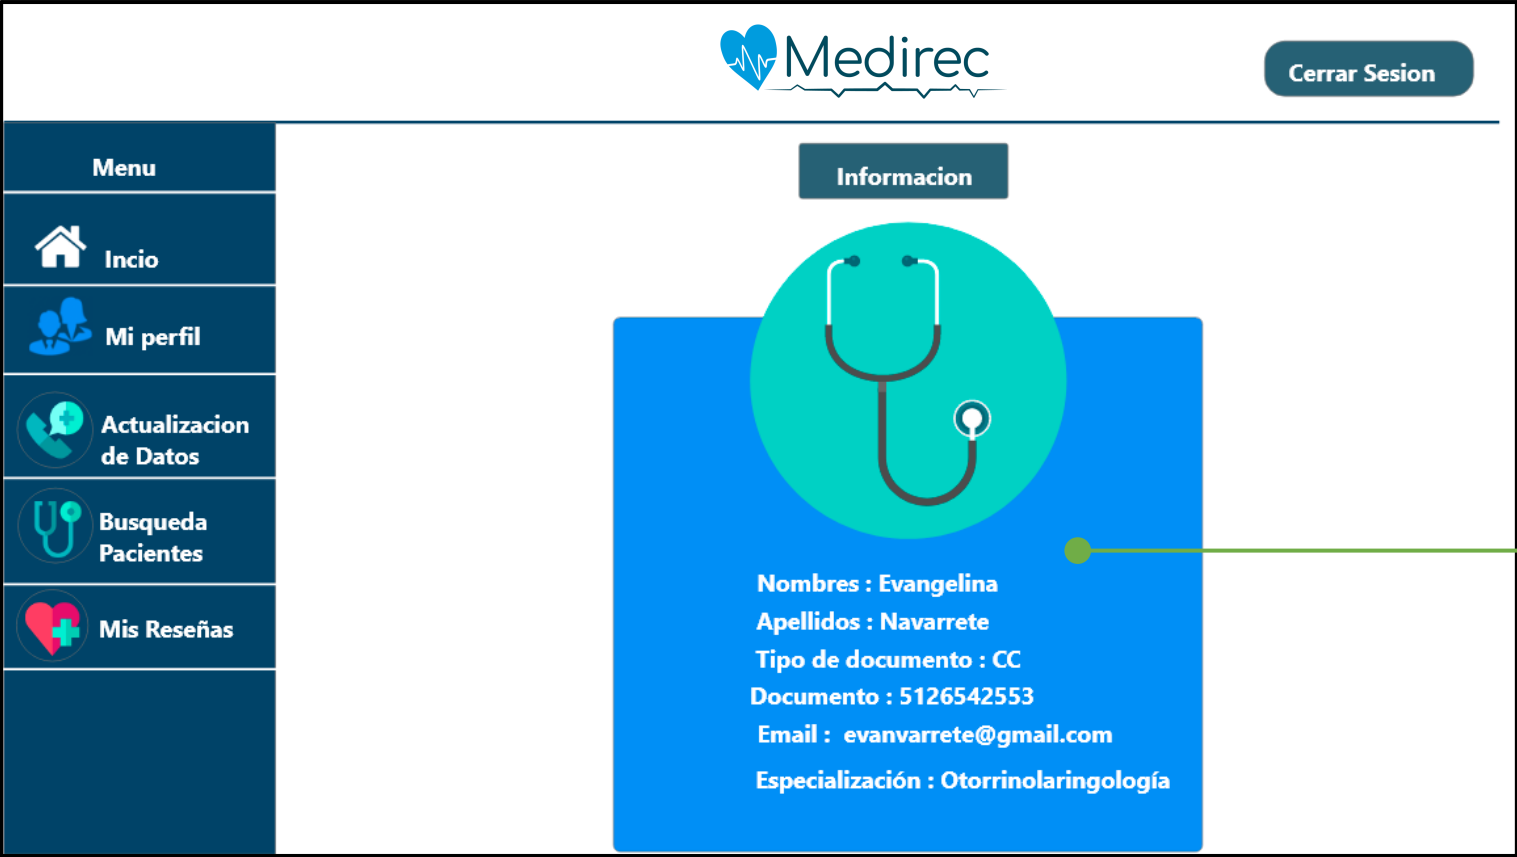 Medirec
Cerrar Sesion
Menu
Informacion
Incio
Mi perfil
Actualizacion
de Datos
Busqueda
Pacientes
Mis Reseñas
Nombres : Evangelina
Apellidos : Navarrete
Tipo de documento : CC
Documento : 5126542553
Email : evanvarrete@gmail.com
Especialización : Otorrinolaringología